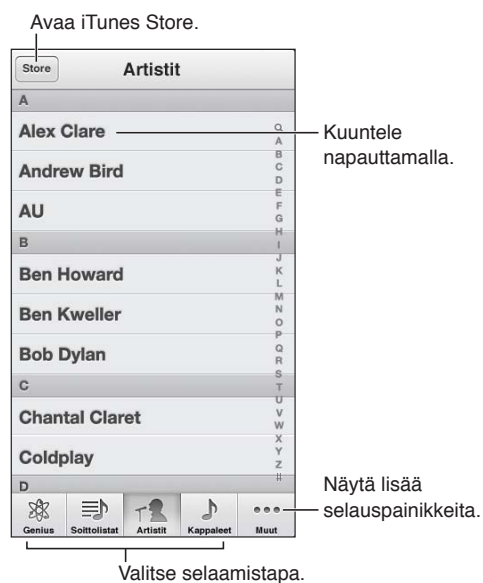 Avaa iTunes Store.
Store
Artistit
A
Alex Clare
Kuuntele
napauttamalla.
Andrew Bird
AU
B
Ben Howard
Ben Kweller
Bob Dylan
C
Chantal Claret
Coldplay
D
A
B
C
D
E
F
G
H
I
J
K
L
M
N
O
P
Q
R
S
T
U
V
W
X
Y
Z
#
Näytä lisää
selauspainikkeita.
Genius
Soittolistat
Artistit
Kappaleet
Muut
Valitse selaamistapa.